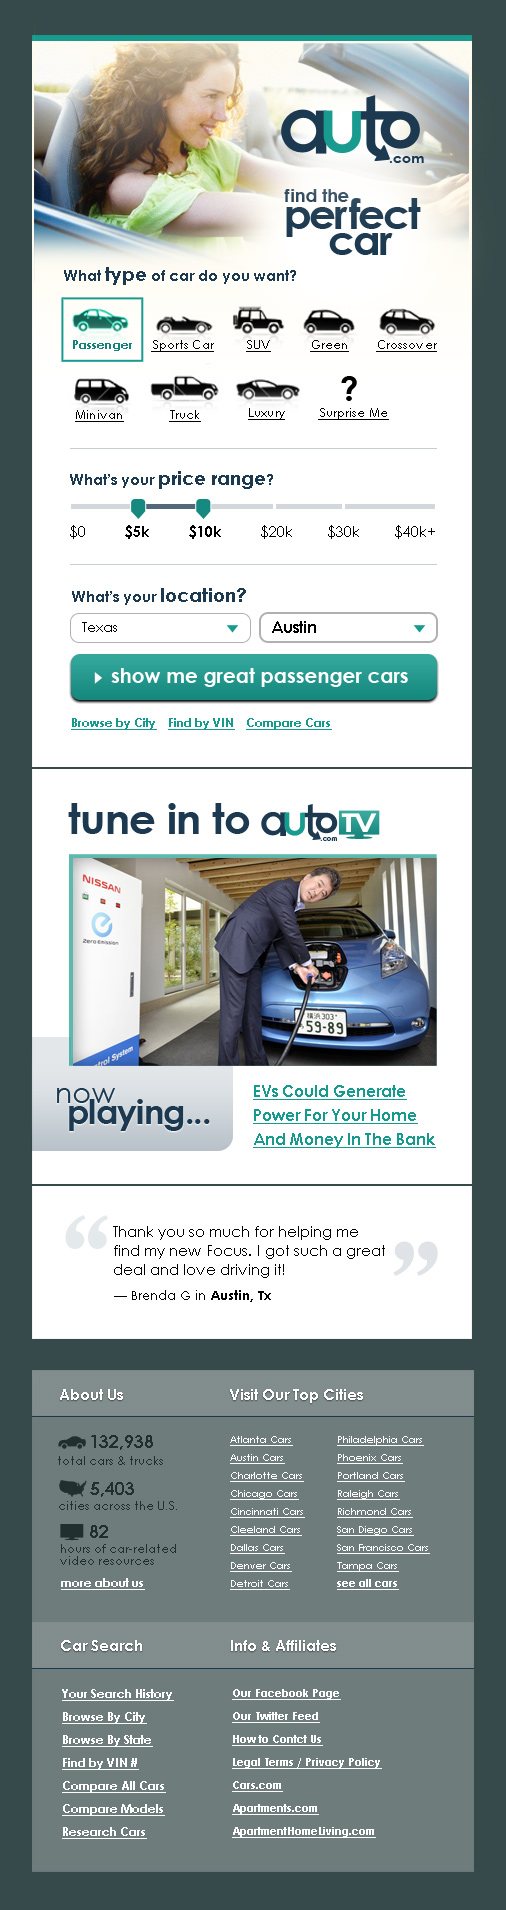 auto
.com
find the
perfect
car
What type of car do you want?
Passenger
Sports Car
SUV
Green
Crossover
Minivan
Truck
Luxury
?
Surprise Me
What's your price range?
$0
$5k
$10k
$20k
$30k
$40k+
What's your location?
Texas
Austin
show me great passenger cars
Browse by City
Find by VIN
Compare Cars
tune in to auto.com TV
NISSAN
Zero Emission
ntrol System
横浜 303
59-89
now
playing...
EVs Could Generate
Power For Your Home
And Money In The Bank
“ Thank you so much for helping me
find my new Focus. I got such a great
deal and love driving it! ”
— Brenda G in Austin, Tx
About Us
132,938
total cars & trucks
5,403
cities across the U.S.
82
hours of car-related
video resources
more about us
Visit Our Top Cities
Atlanta Cars
Austin Cars
Charlotte Cars
Chicago Cars
Cincinnati Cars
Cleeland Cars
Dallas Cars
Denver Cars
Detroit Cars
Philadelphia Cars
Phoenix Cars
Portland Cars
Raleigh Cars
Richmond Cars
San Diego Cars
San Francisco Cars
Tampa Cars
see all cars
Car Search
Your Search History
Browse By City
Browse By State
Find by VIN #
Compare All Cars
Compare Models
Research Cars
Info & Affiliates
Our Facebook Page
Our Twitter Feed
How to Contct Us
Legal Terms / Privacy Policy
Cars.com
Apartments.com
ApartmentHomeLiving.com